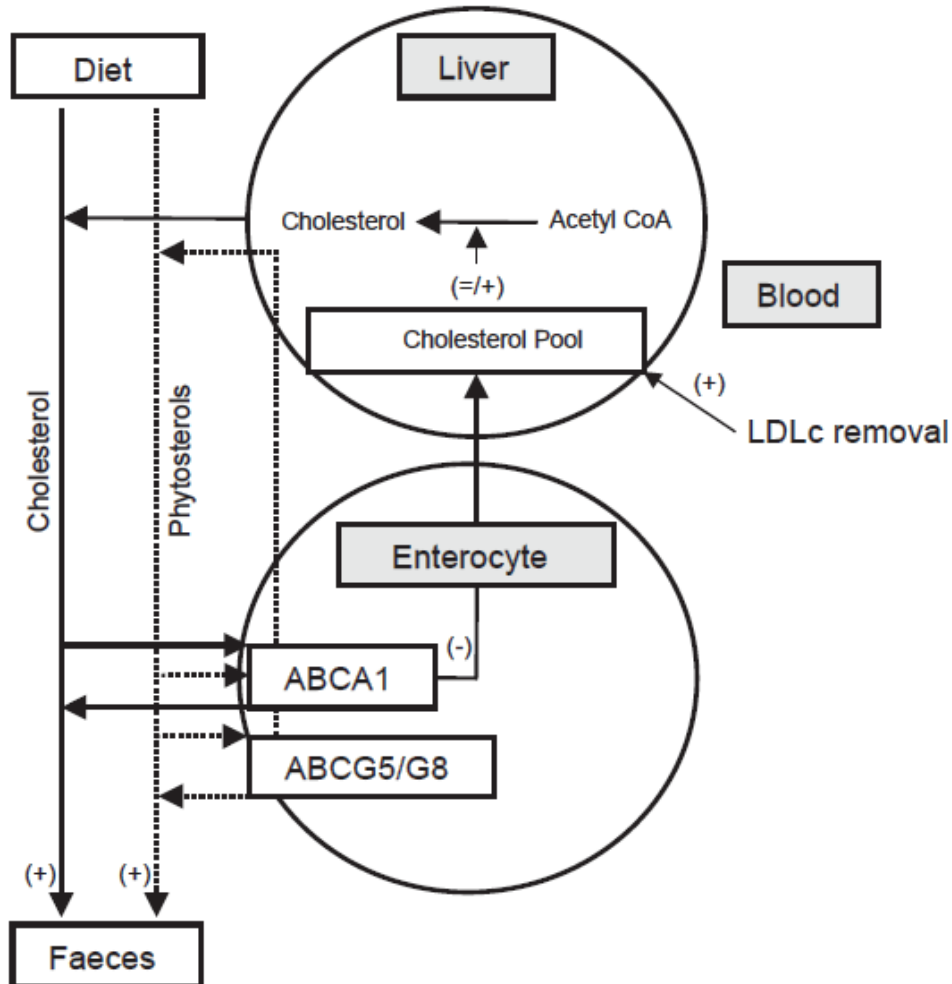 Diet
Liver
Cholesterol
Acetyl CoA
(=/+)
Blood
Cholesterol Pool
(+)
LDLc removal
Cholesterol
Phytosterols
Enterocyte
(-)
ABCA1
ABCG5/G8
(+)
(+)
Faeces